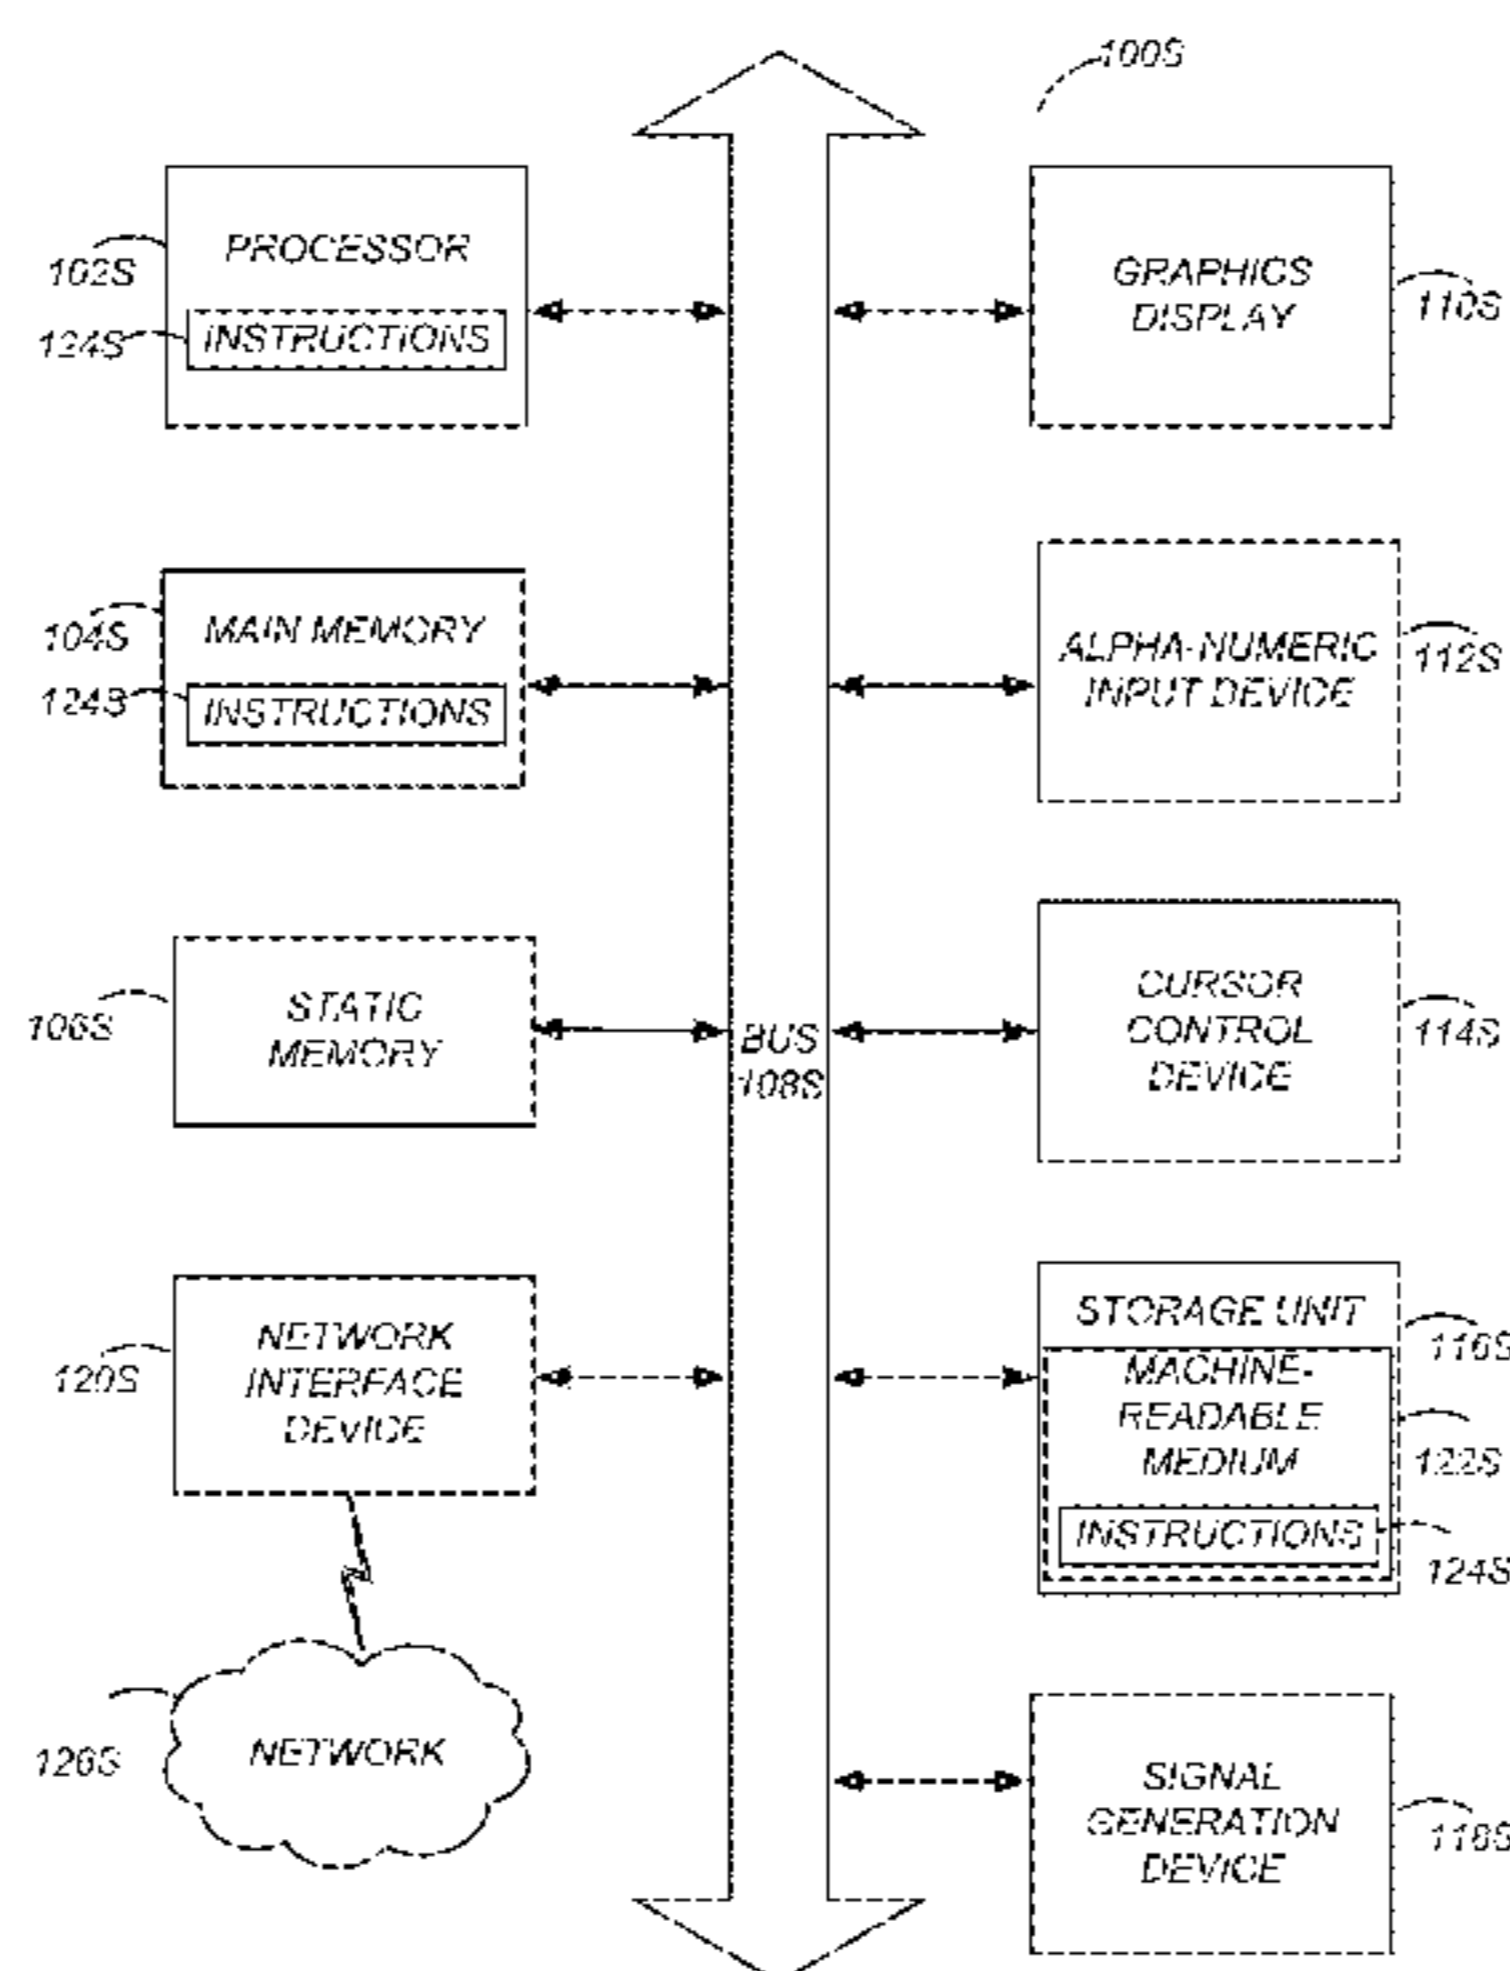 100S
PROCESSOR
102S
124S
INSTRUCTIONS
GRAPHICS
DISPLAY
110S
MAIN MEMORY
104S
124S
INSTRUCTIONS
ALPHA-NUMERIC
INPUT DEVICE
112S
STATIC
MEMORY
106S
BUS
108S
CURSOR
CONTROL
DEVICE
114S
NETWORK
INTERFACE
DEVICE
120S
STORAGE UNIT
116S
MACHINE-
READABLE
MEDIUM
122S
INSTRUCTIONS
124S
NETWORK
126S
SIGNAL
GENERATION
DEVICE
118S